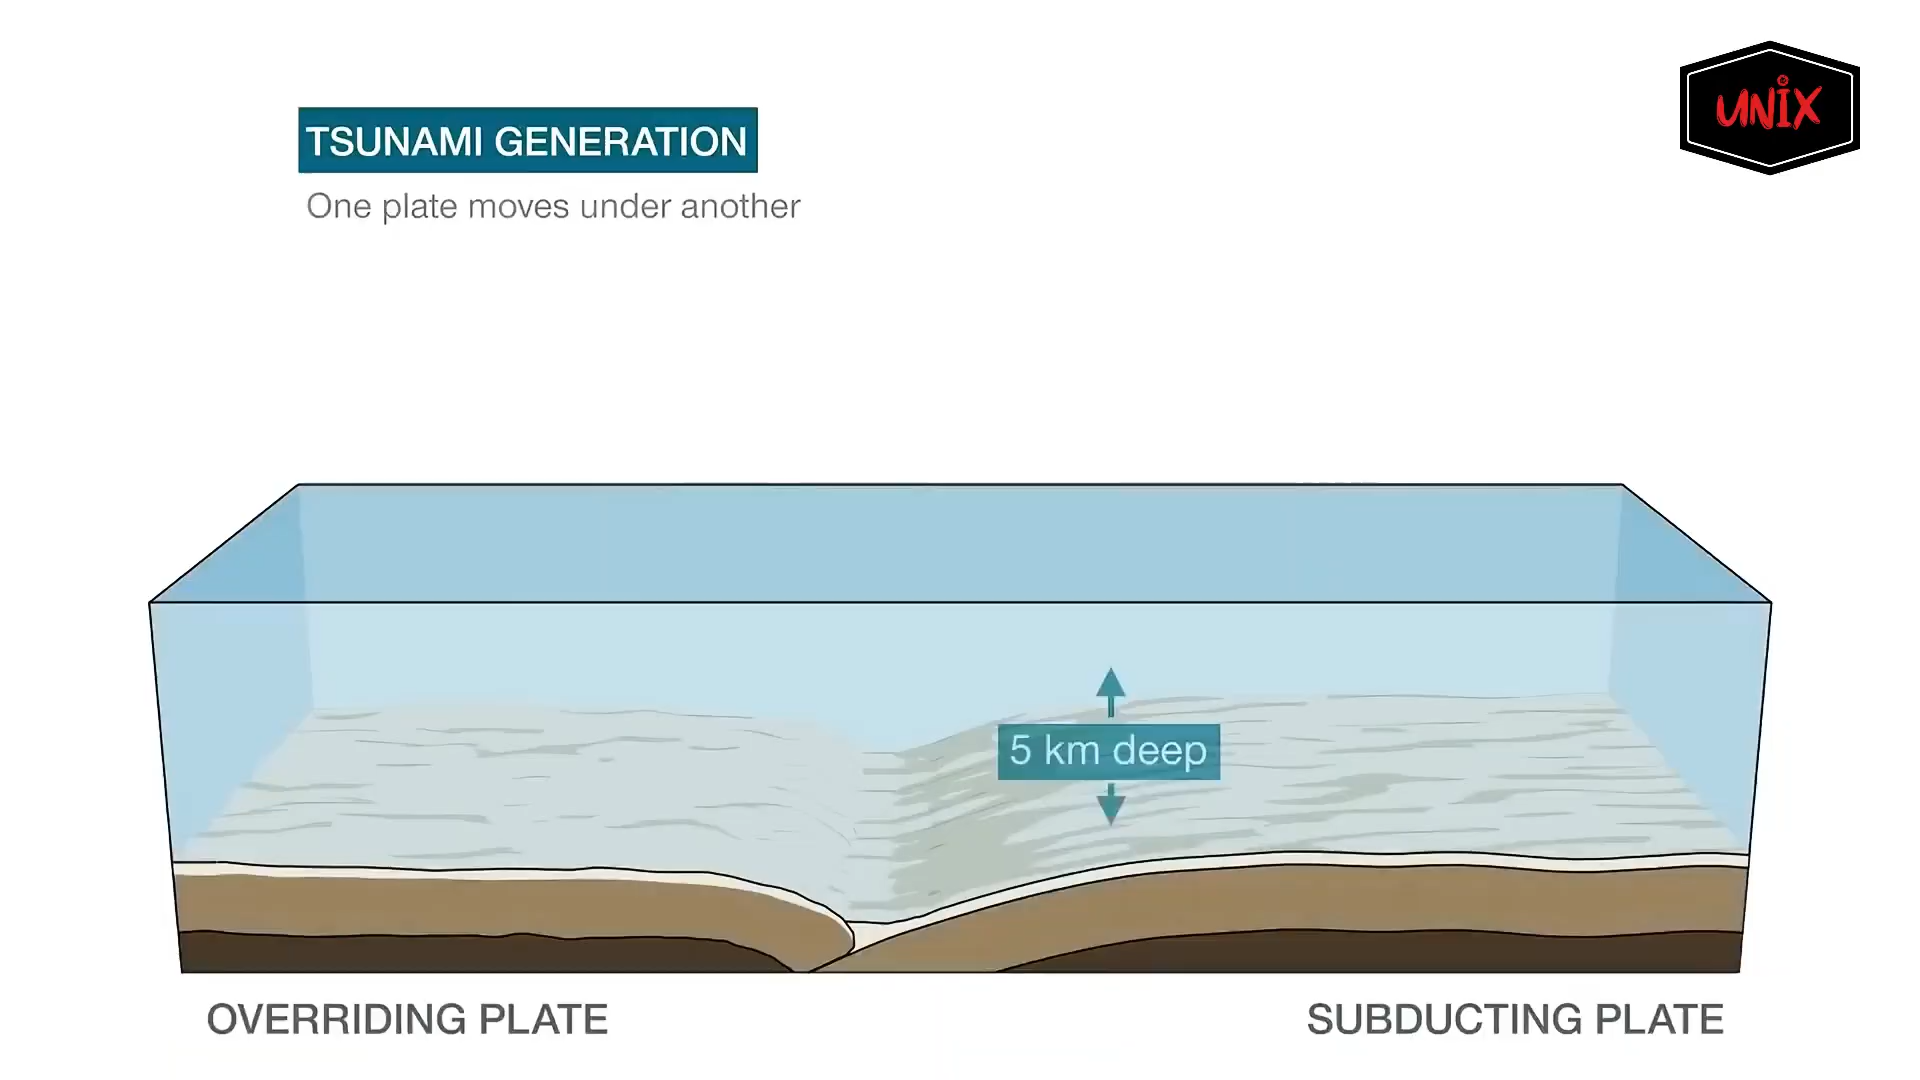 TSUNAMI GENERATION
One plate moves under another
UNiX
5 km deep
OVERRIDING PLATE
SUBDUCTING PLATE